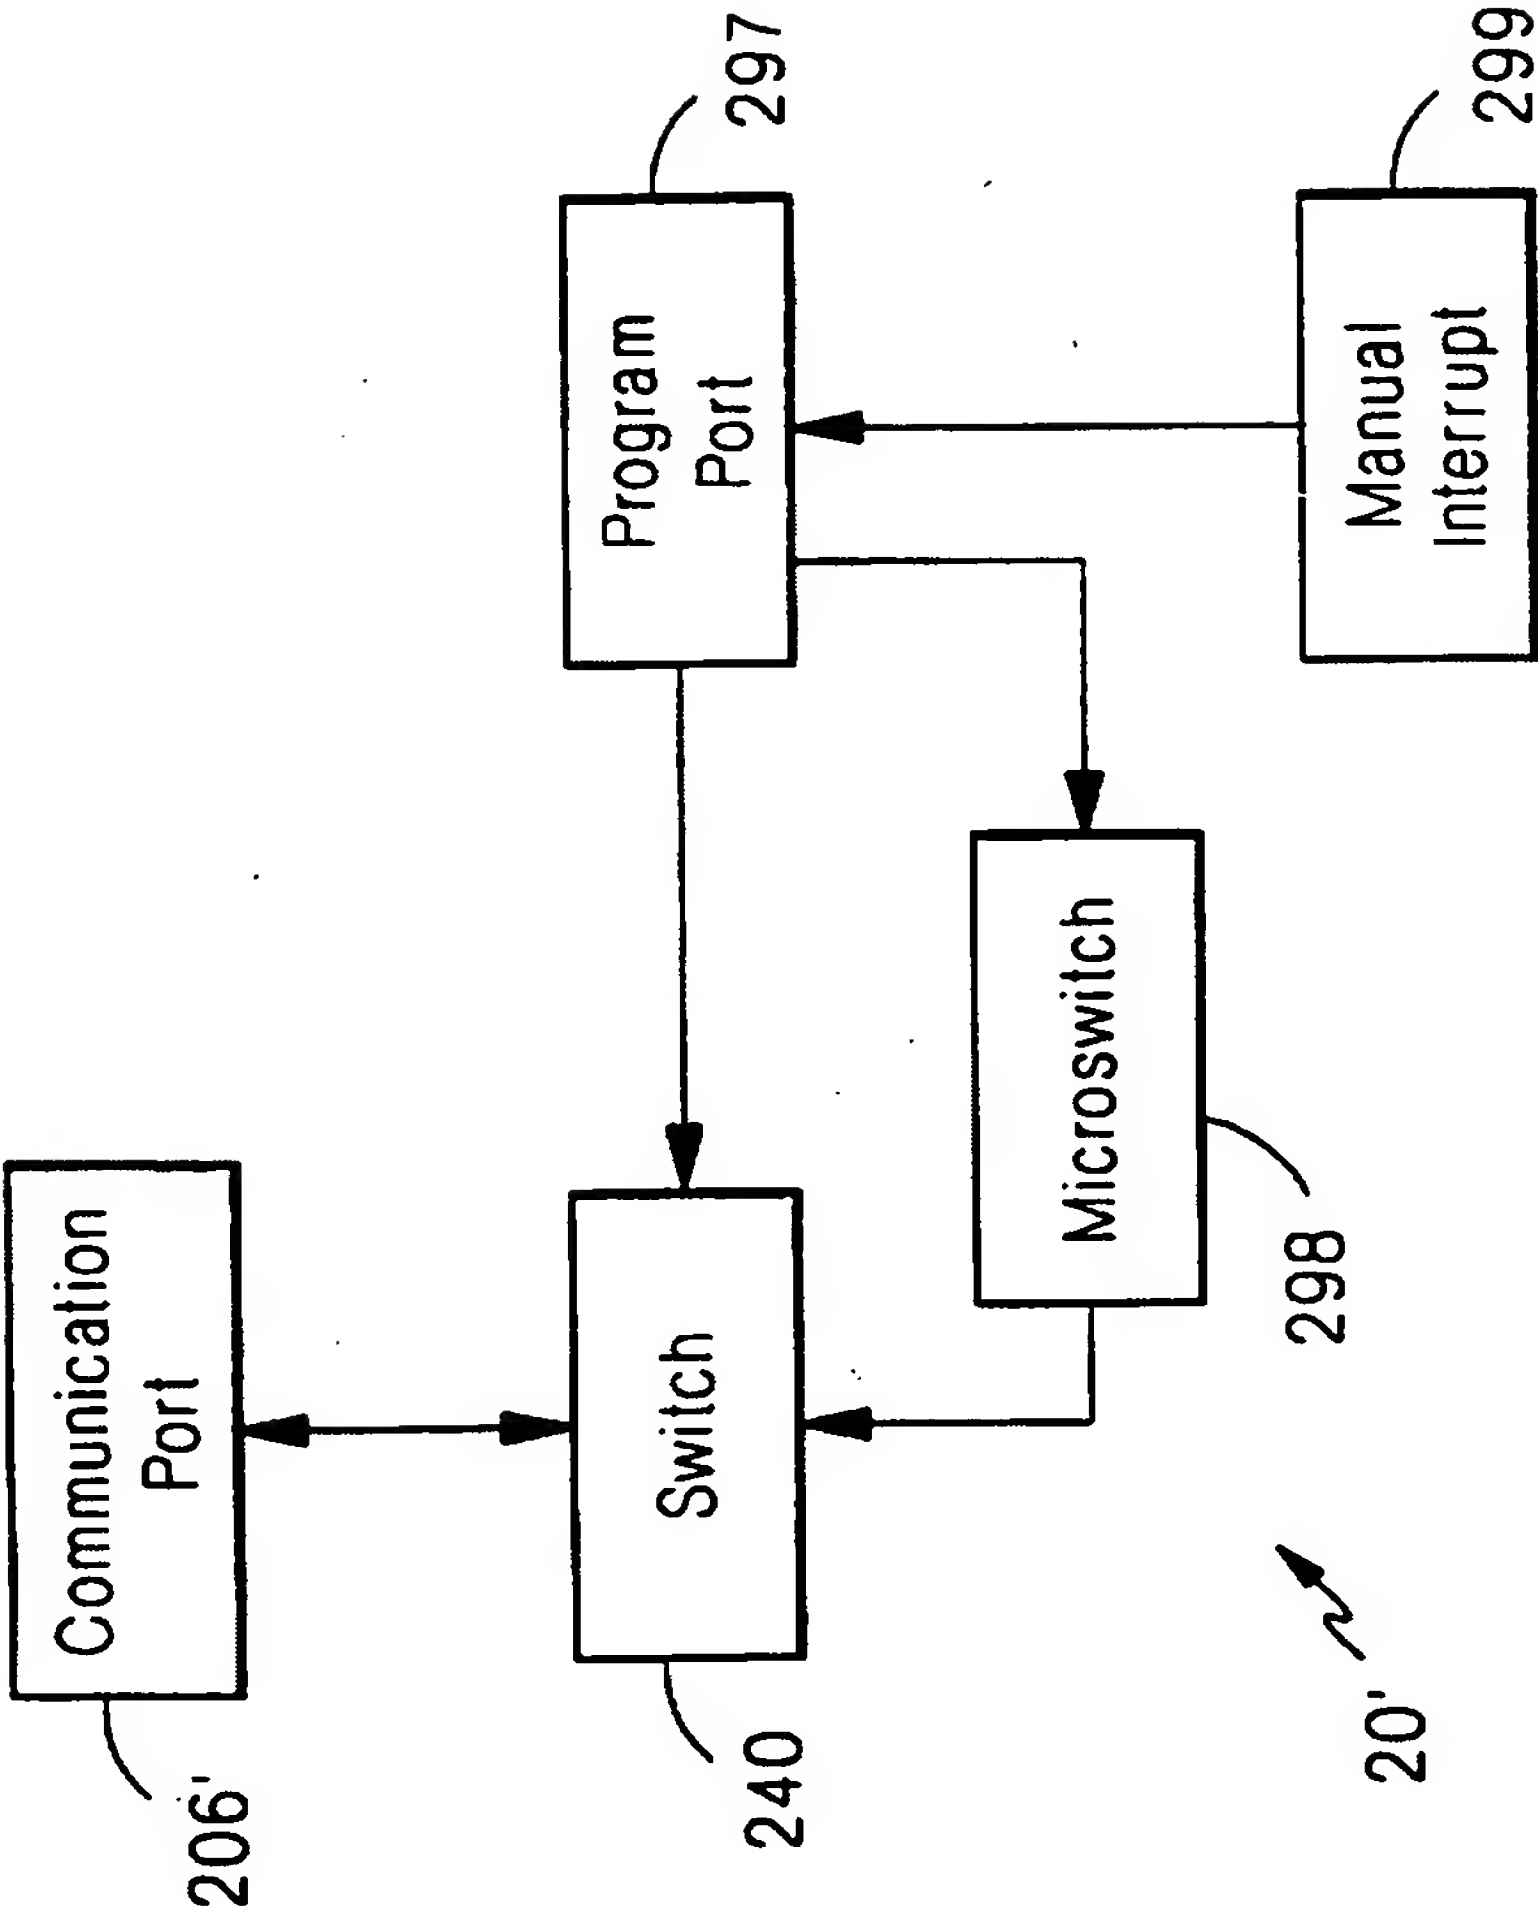 206'
Communication
Port
240
Switch
297
Program
Port
298
Microswitch
299
Manual
Interrupt
20'